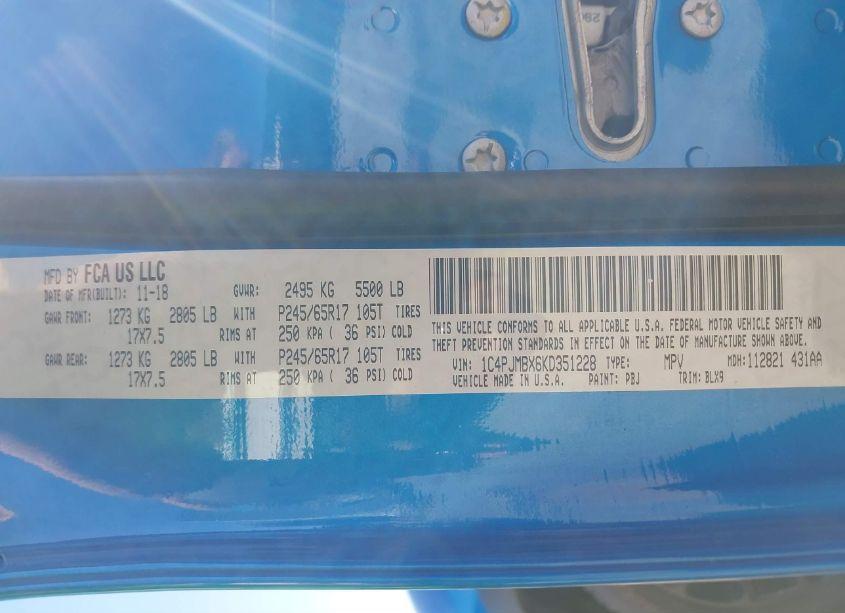 MFD BY FCA US LLC
DATE OF MFR(BUILT): 11-18 GVWR: 2495 KG 5500 LB
GAWR FRONT: 1273 KG 2805 LB WITH P245/65R17 105T TIRES
17X7.5 RIMS AT 250 KPA ( 36 PSI) COLD
GAWR REAR: 1273 KG 2805 LB WITH P245/65R17 105T TIRES
17X7.5 RIMS AT 250 KPA ( 36 PSI) COLD
THIS VEHICLE CONFORMS TO ALL APPLICABLE U.S.A. FEDERAL MOTOR VEHICLE SAFETY AND
THEFT PREVENTION STANDARDS IN EFFECT ON THE DATE OF MANUFACTURE SHOWN ABOVE.
VIN: 1C4PJMBX6KD351228 TYPE: MPV MDH: 112821 431AA
VEHICLE MADE IN U.S.A. PAINT: PBJ TRIM: BLX9